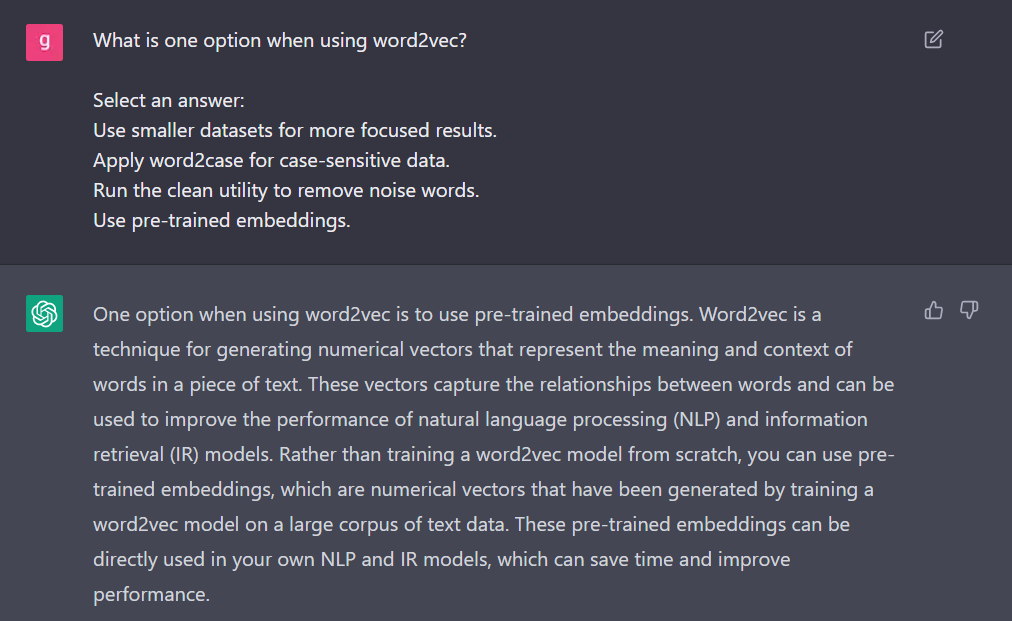 g
What is one option when using word2vec?
Select an answer:
Use smaller datasets for more focused results.
Apply word2case for case-sensitive data.
Run the clean utility to remove noise words.
Use pre-trained embeddings.
One option when using word2vec is to use pre-trained embeddings. Word2vec is a
technique for generating numerical vectors that represent the meaning and context of
words in a piece of text. These vectors capture the relationships between words and can be
used to improve the performance of natural language processing (NLP) and information
retrieval (IR) models. Rather than training a word2vec model from scratch, you can use pre-
trained embeddings, which are numerical vectors that have been generated by training a
word2vec model on a large corpus of text data. These pre-trained embeddings can be
directly used in your own NLP and IR models, which can save time and improve
performance.